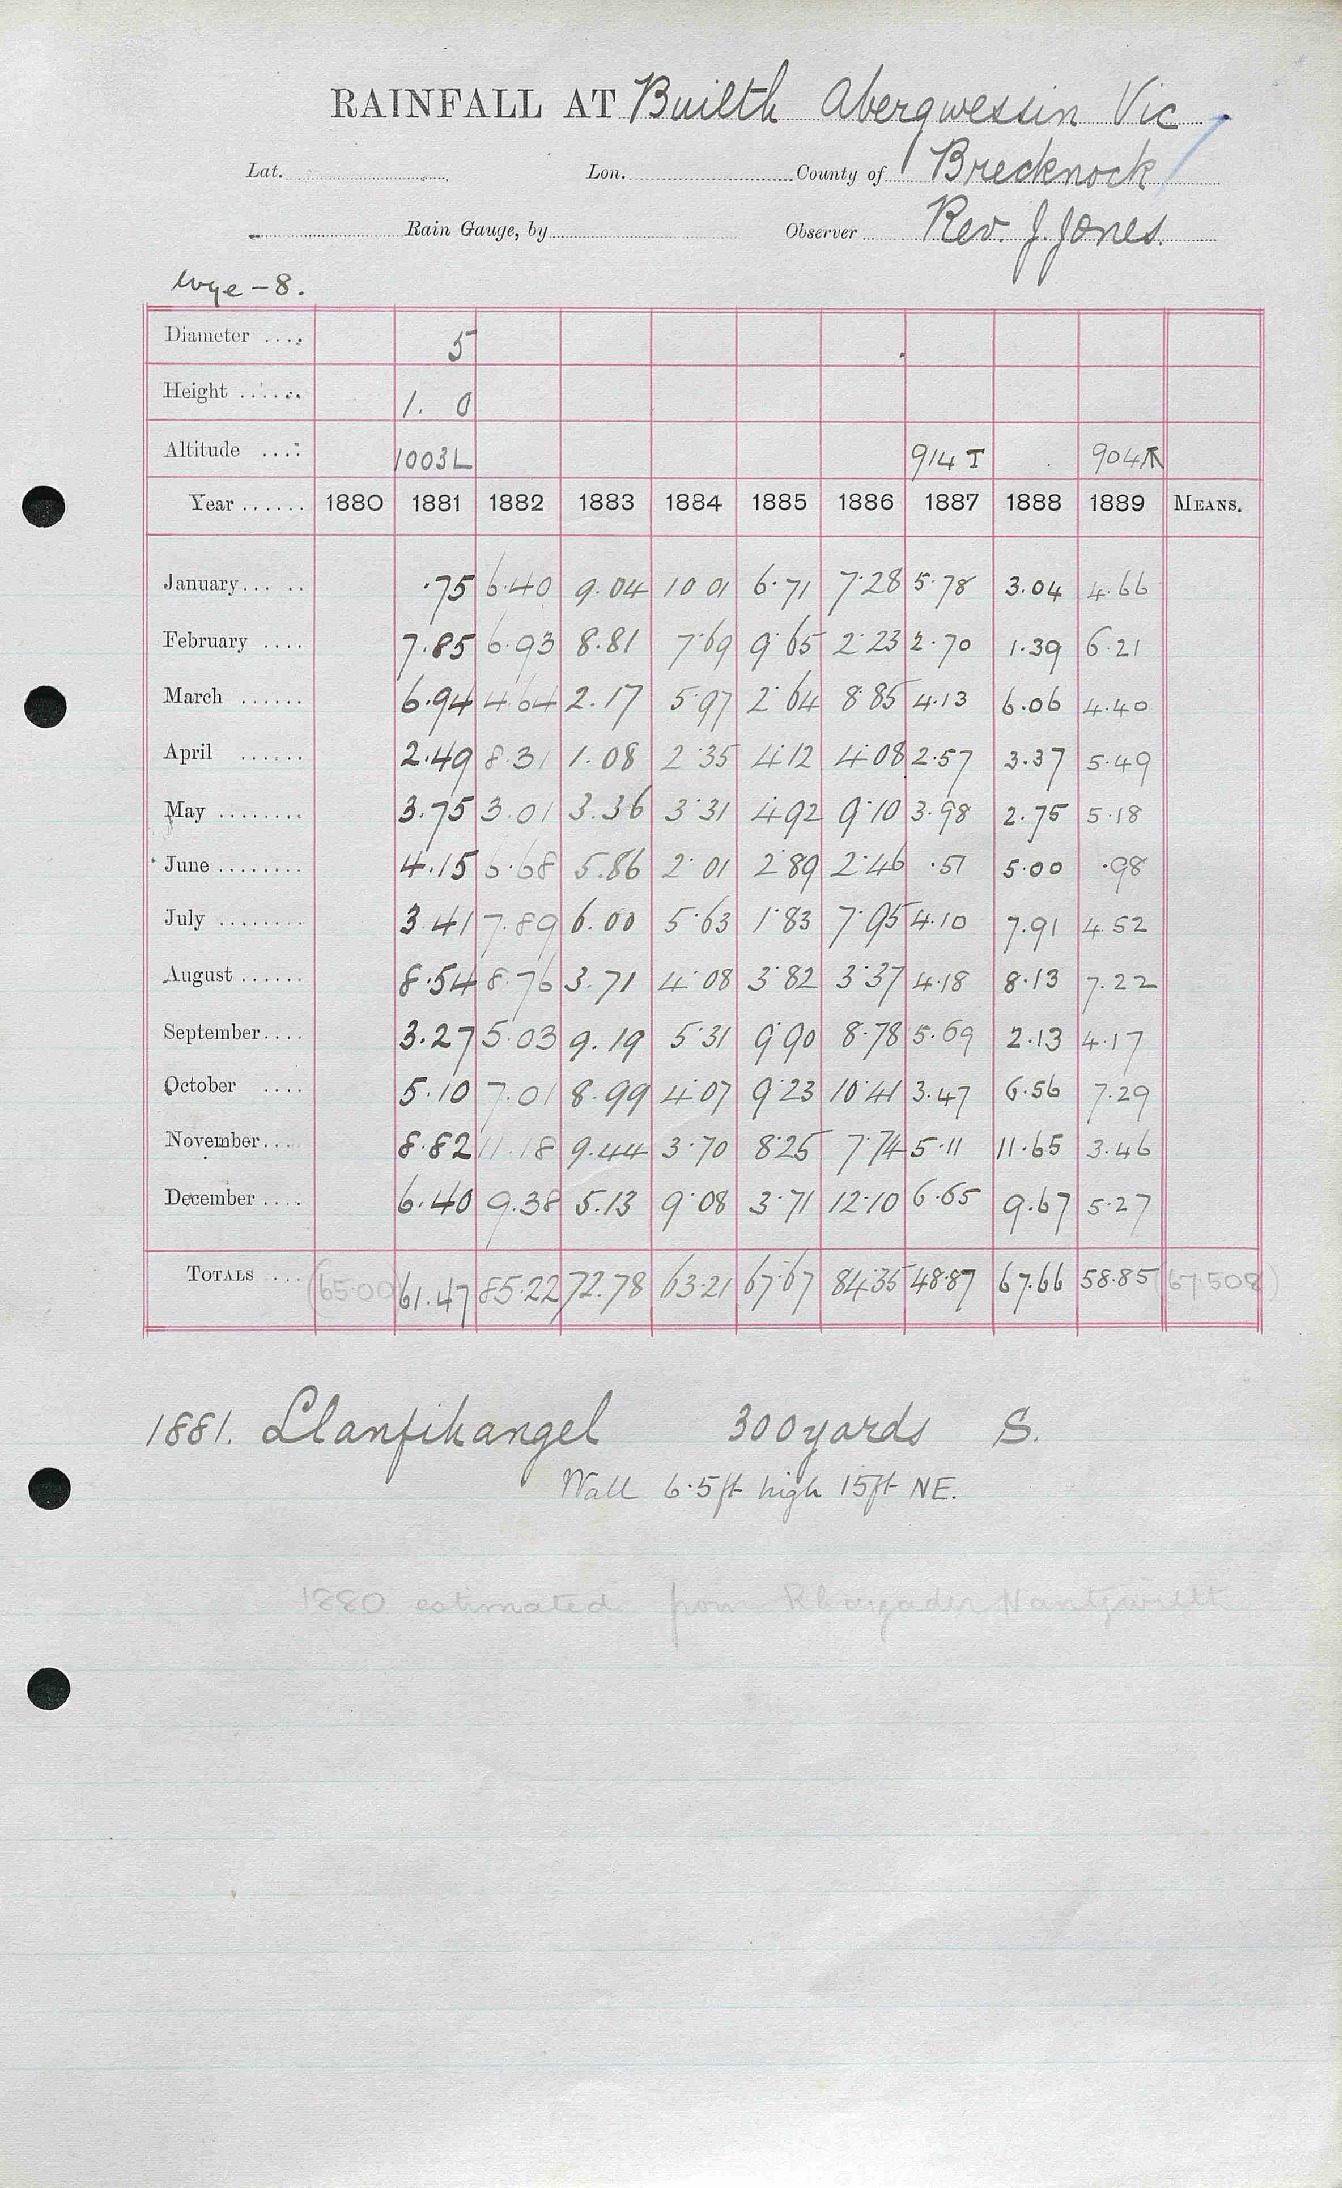 RAINFALL AT Builth Abergwessin Vic
Lat. Lon. County of Brecknock
Rain Gauge, by Observer Rev. J. Jones.
Wye - 8.
Diameter .... 5
Height ...... 1. 0
Altitude .... 1003L 914 T 904
Year ...... 1880 1881 1882 1883 1884 1885 1886 1887 1888 1889 MEANS.
January... .. .75 6.40 9.04 10 01 6.71 7.28 5.78 3.04 4.66
February .... 7.85 6.93 8.81 7.69 9.65 2.23 2.70 1.39 6.21
March ...... 6.94 4.64 2.17 5.97 2.64 8.85 4.13 6.06 4.40
April ...... 2.49 8.31 1.08 2.35 4.12 4.08 2.57 3.37 5.49
May ........ 3.75 3.01 3.36 3.31 4.92 9.10 3.98 2.75 5.18
June ........ 4.15 6.68 5.86 2.01 2.89 2.46 .51 5.00 .98
July ........ 3.41 7.89 6.00 5.63 1.83 7.95 4.10 7.91 4.52
August ...... 8.54 8.76 3.71 4.08 3.82 3.37 4.18 8.13 7.22
September.... 3.27 5.03 9.19 5.31 9.90 8.78 5.69 2.13 4.17
October .... 5.10 7.01 8.99 4.07 9.23 10.41 3.47 6.56 7.29
November.... 8.82 11.18 9.44 3.70 8.25 7.74 5.11 11.65 3.46
December .... 6.40 9.38 5.13 9.08 3.71 12.10 6.65 9.67 5.27
TOTALS ... (65.00) 61.47 85.22 72.78 63.21 67.67 84.35 48.87 67.66 58.85 (67.508)
1881. Llanfihangel 300 yards S.
Wall 6.5ft high 15ft NE.
1880 estimated from Rhayader Nantgwillt